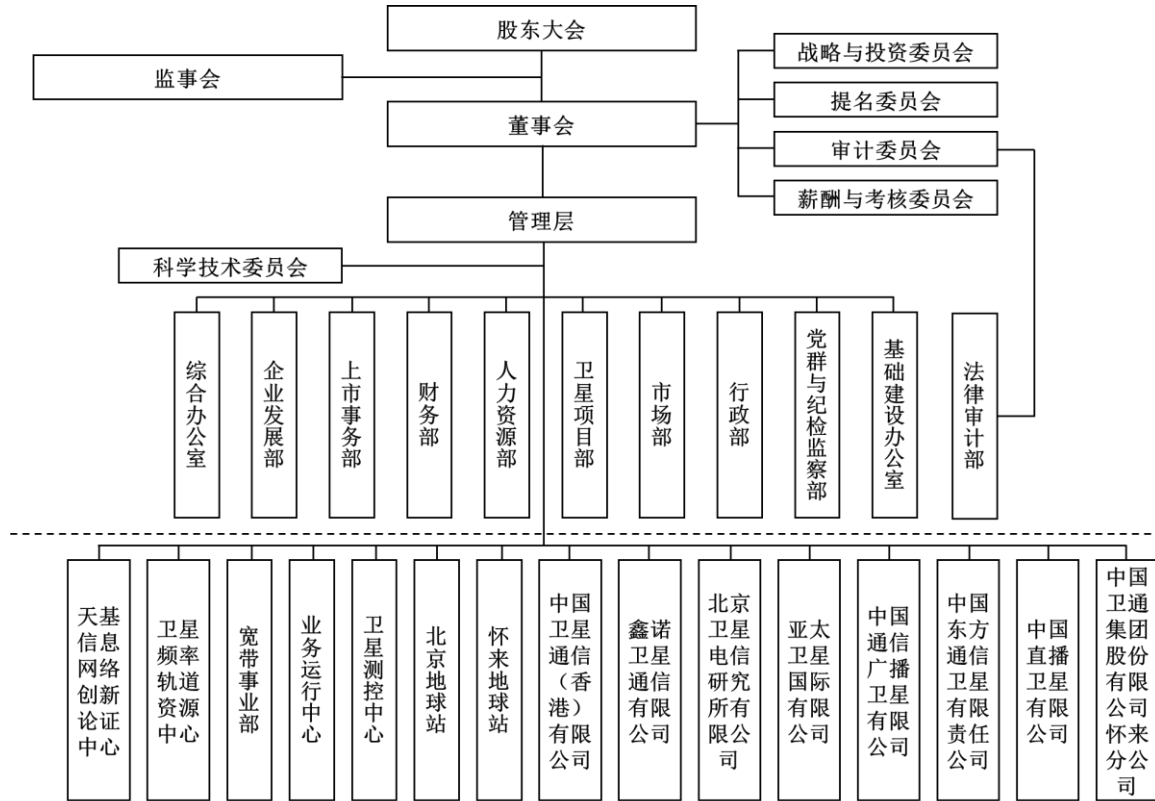 股东大会
监事会
董事会
战略与投资委员会
提名委员会
审计委员会
薪酬与考核委员会
管理层
科学技术委员会
综合办公室
企业发展部
上市事务部
财务部
人力资源部
卫星项目部
市场部
行政部
党群与纪检监察部
基础建设办公室
法律审计部
天基信息网络创新论证中心
卫星频率轨道资源中心
宽带事业部
业务运行中心
卫星测控中心
北京地球站
怀来地球站
中国卫星通信（香港）有限公司
鑫诺卫星通信有限公司
北京卫星电信研究所有限公司
亚太卫星国际有限公司
中国通信广播卫星有限公司
中国东方通信卫星有限责任公司
中国直播卫星有限公司
中国卫通集团股份有限公司怀来分公司